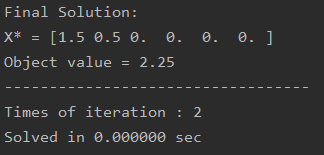 Final Solution:
X* = [1.5 0.5 0.  0.  0.  0. ]
Object value = 2.25
----------------------------------
Times of iteration : 2
Solved in 0.000000 sec